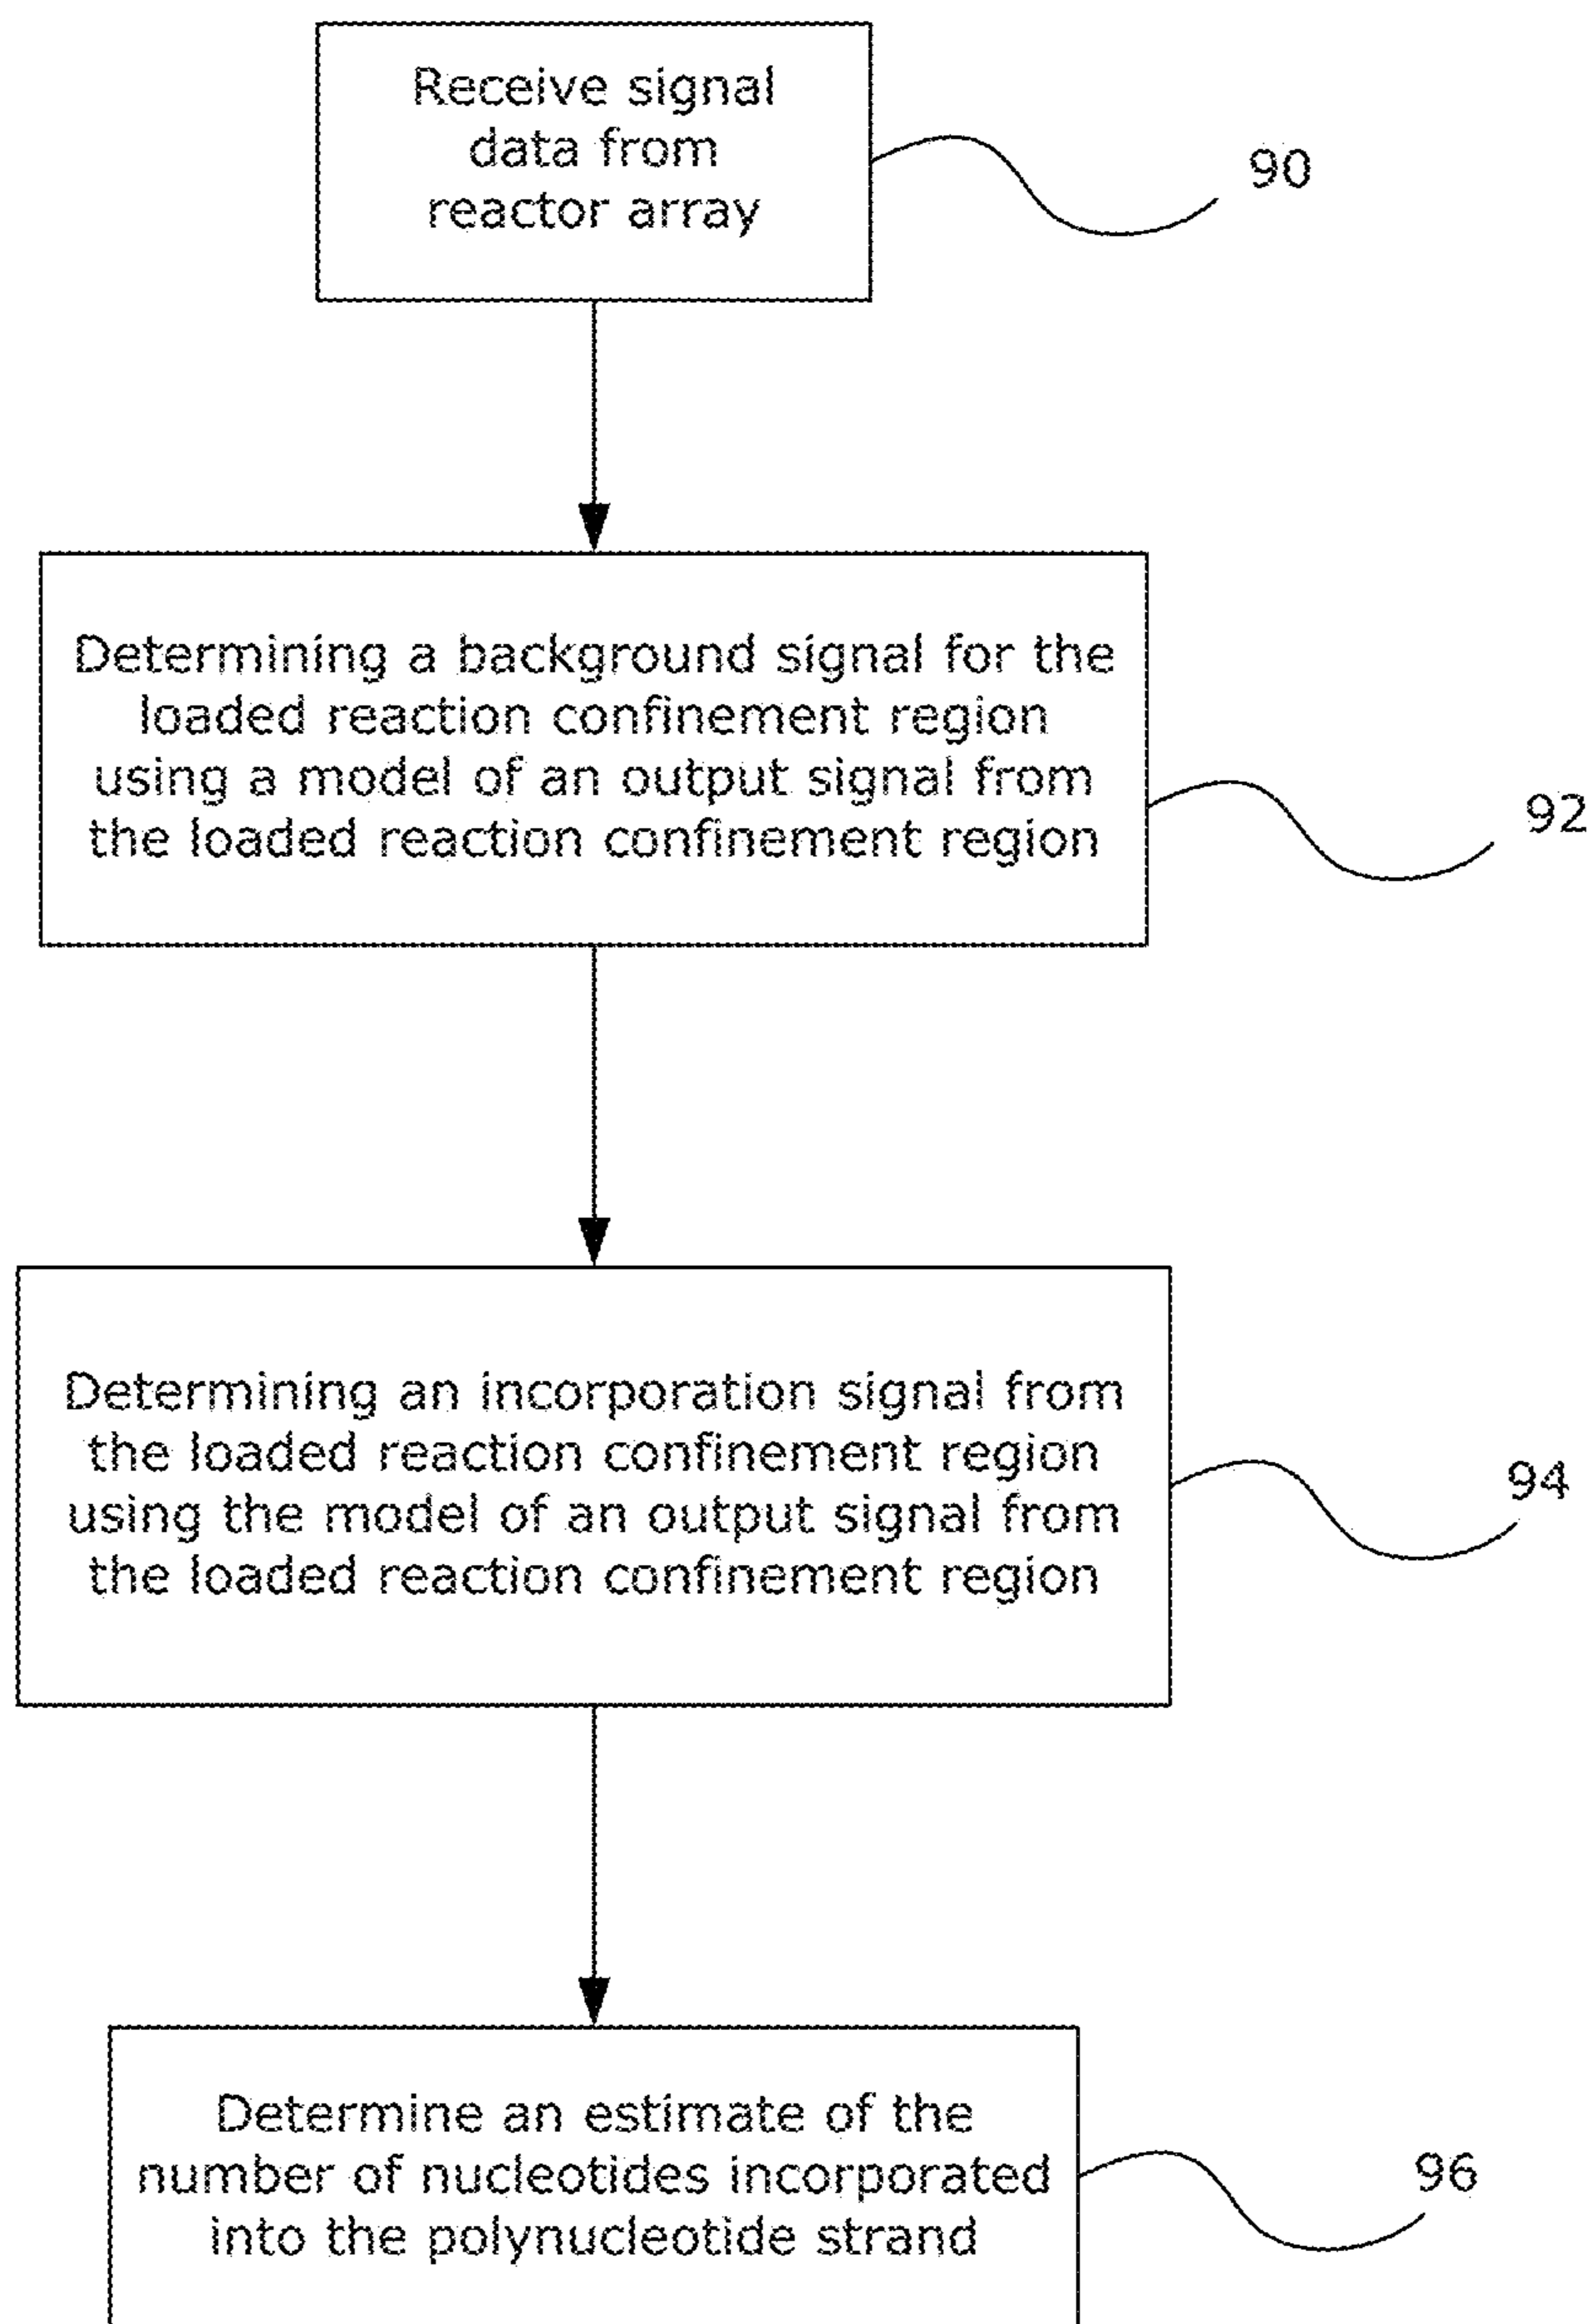 Receive signal
data from
reactor array
90
Determining a background signal for the
loaded reaction confinement region
using a model of an output signal from
the loaded reaction confinement region
92
Determining an incorporation signal from
the loaded reaction confinement region
using the model of an output signal from
the loaded reaction confinement region
94
Determine an estimate of the
number of nucleotides incorporated
into the polynucleotide strand
96